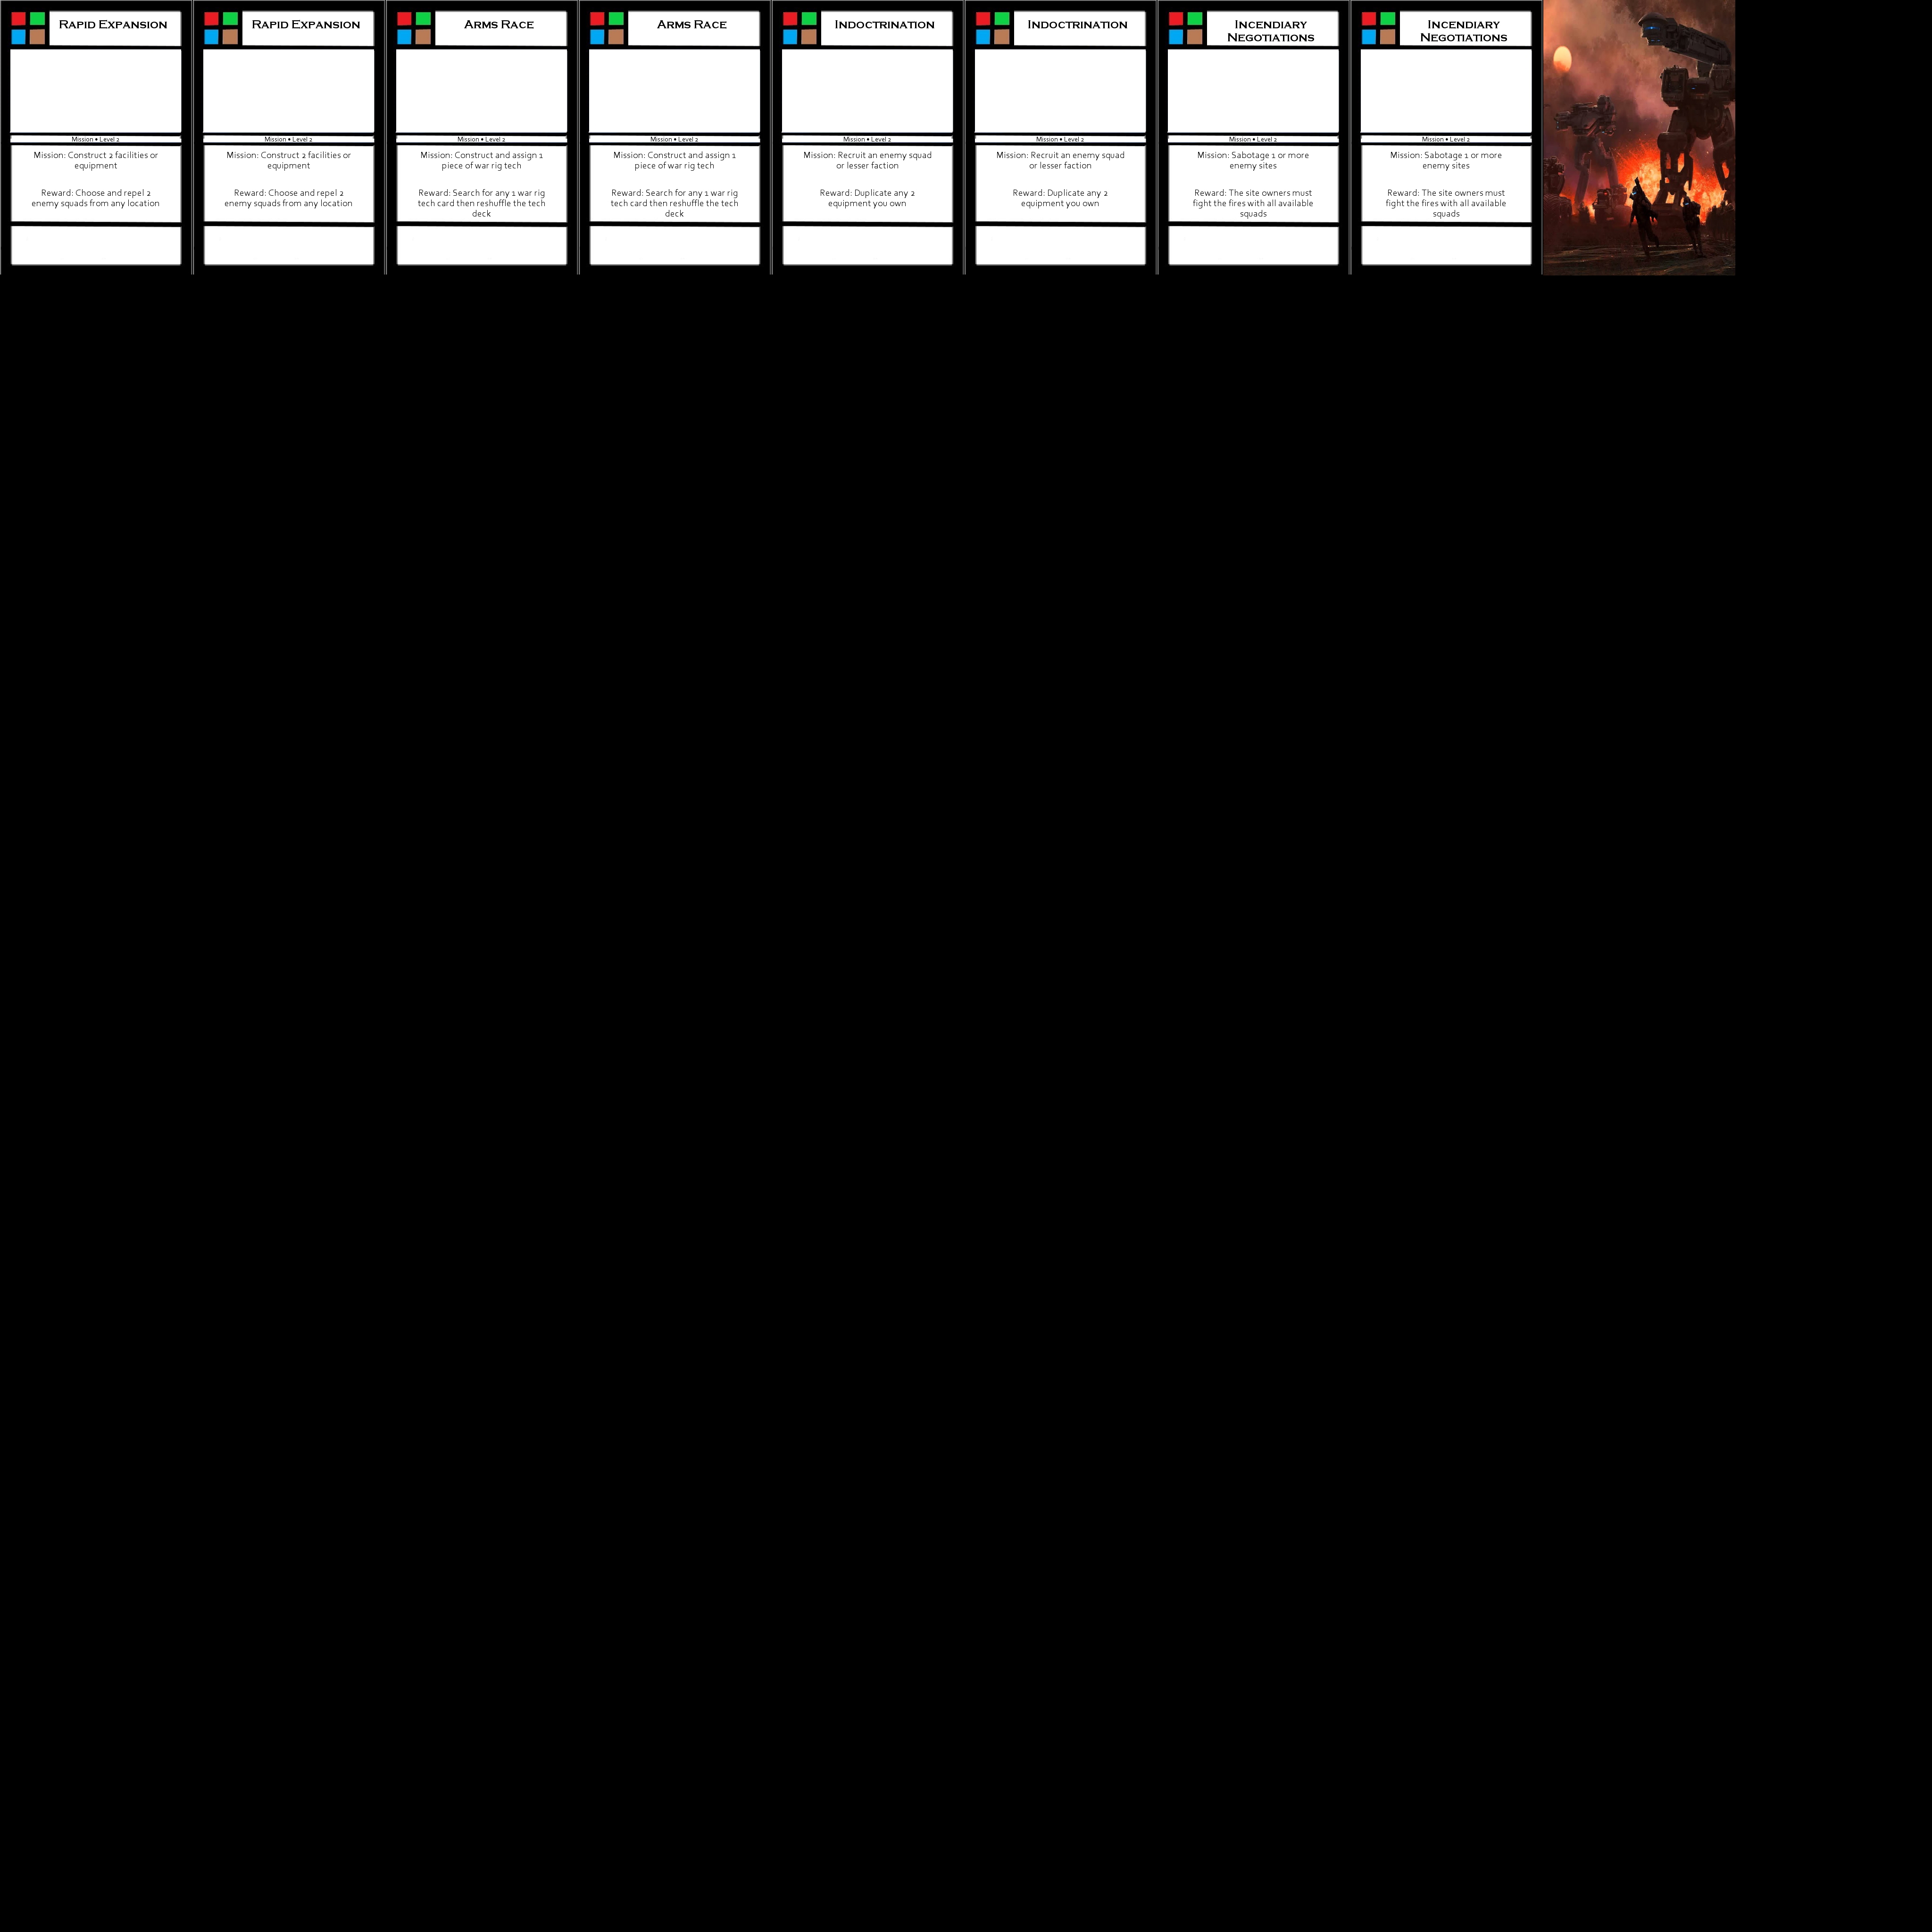 Rapid Expansion
Mission • Level 2
Mission: Construct 2 facilities or
equipment
Reward: Choose and repel 2
enemy squads from any location
Rapid Expansion
Mission • Level 2
Mission: Construct 2 facilities or
equipment
Reward: Choose and repel 2
enemy squads from any location
Arms Race
Mission • Level 2
Mission: Construct and assign 1
piece of war rig tech
Reward: Search for any 1 war rig
tech card then reshuffle the tech
deck
Arms Race
Mission • Level 2
Mission: Construct and assign 1
piece of war rig tech
Reward: Search for any 1 war rig
tech card then reshuffle the tech
deck
Indoctrination
Mission • Level 2
Mission: Recruit an enemy squad
or lesser faction
Reward: Duplicate any 2
equipment you own
Indoctrination
Mission • Level 2
Mission: Recruit an enemy squad
or lesser faction
Reward: Duplicate any 2
equipment you own
Incendiary
Negotiations
Mission • Level 2
Mission: Sabotage 1 or more
enemy sites
Reward: The site owners must
fight the fires with all available
squads
Incendiary
Negotiations
Mission • Level 2
Mission: Sabotage 1 or more
enemy sites
Reward: The site owners must
fight the fires with all available
squads